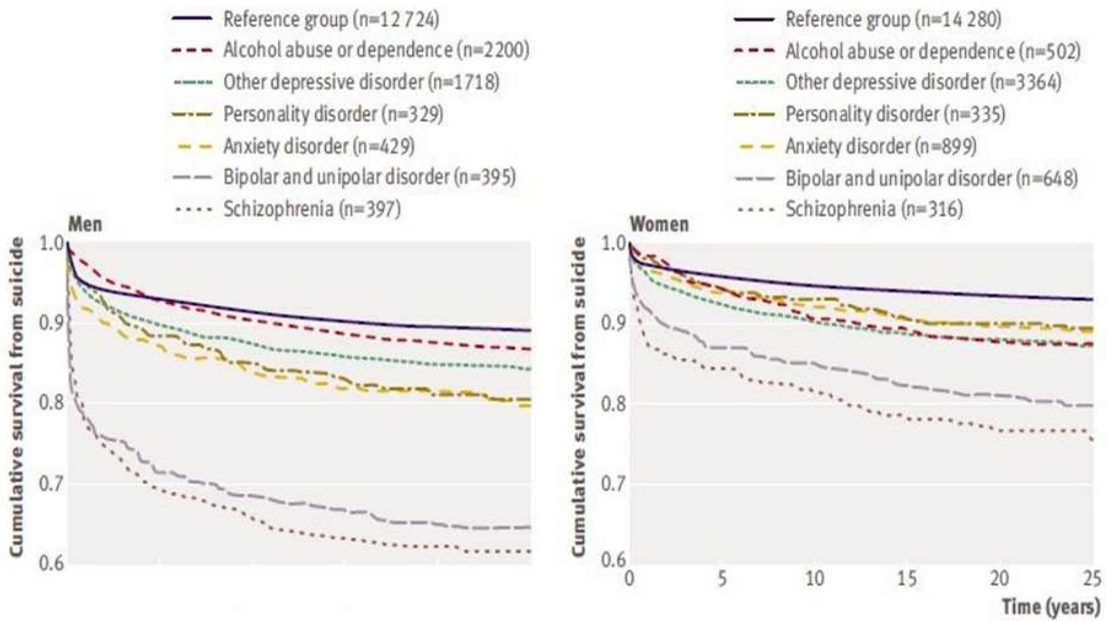 Reference group (n=12 724)
Alcohol abuse or dependence (n=2200)
Other depressive disorder (n=1718)
Personality disorder (n=329)
Anxiety disorder (n=429)
Bipolar and unipolar disorder (n=395)
Schizophrenia (n=397)
Men
Cumulative survival from suicide
1.0
0.9
0.8
0.7
0.6
Reference group (n=14 280)
Alcohol abuse or dependence (n=502)
Other depressive disorder (n=3364)
Personality disorder (n=335)
Anxiety disorder (n=899)
Bipolar and unipolar disorder (n=648)
Schizophrenia (n=316)
Women
Cumulative survival from suicide
1.0
0.9
0.8
0.7
0.6
0 5 10 15 20 25
Time (years)